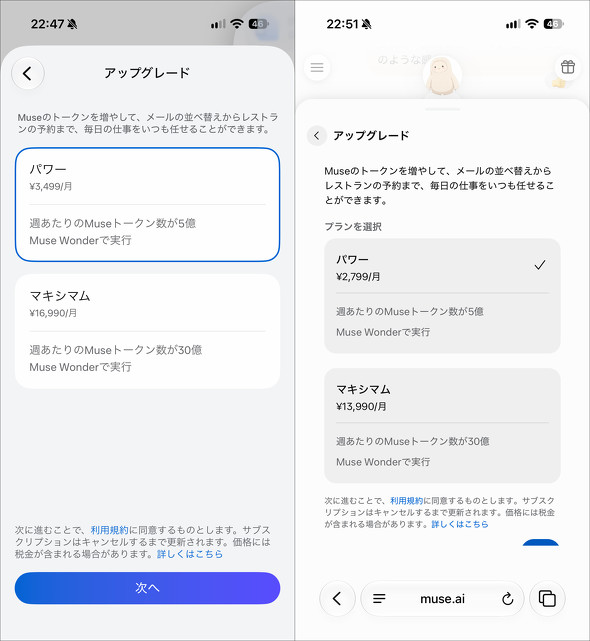 22:47
46
アップグレード
Museのトークンを増やして、メールの並べ替えからレストラ
ンの予約まで、毎日の仕事をいつも任せることができます。
パワー
¥3,499/月
週あたりのMuseトークン数が5億
Muse Wonderで実行
マキシマム
¥16,990/月
週あたりのMuseトークン数が30億
Muse Wonderで実行
次に進むことで、利用規約に同意するものとします。サブス
クリプションはキャンセルするまで更新されます。価格には
税金が含まれる場合があります。詳しくはこちら
次へ
22:51
46
のような
アップグレード
Museのトークンを増やして、メールの並べ替えから
レストランの予約まで、毎日の仕事をいつも任せるこ
とができます。
プランを選択
パワー
¥2,799/月
週あたりのMuseトークン数が5億
Muse Wonderで実行
マキシマム
¥13,990/月
週あたりのMuseトークン数が30億
Muse Wonderで実行
次に進むことで、利用規約に同意するものとします。サブスク
リプションはキャンセルするまで更新されます。価格には税金
が含まれる場合があります。詳しくはこちら
muse.ai